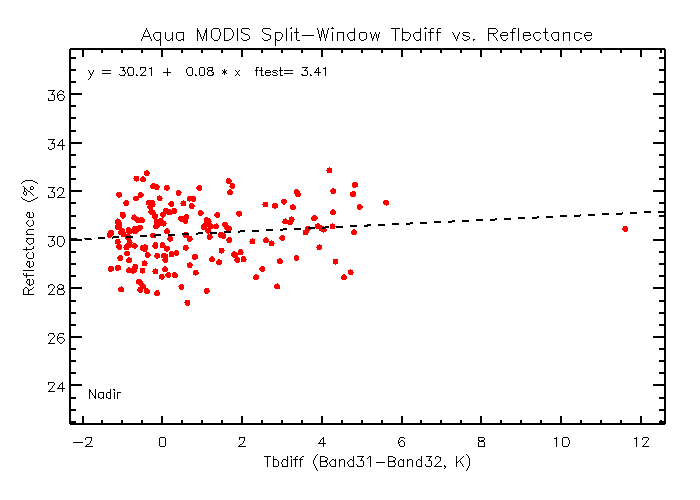 Aqua MODIS Split-Window Tbdiff vs. Reflectance
y = 30.21 + 0.08 * x ftest= 3.41
36
34
32
Reflectance (%)
30
28
26
24
Nadir
-2 0 2 4 6 8 10 12
Tbdiff (Band31-Band32, K)